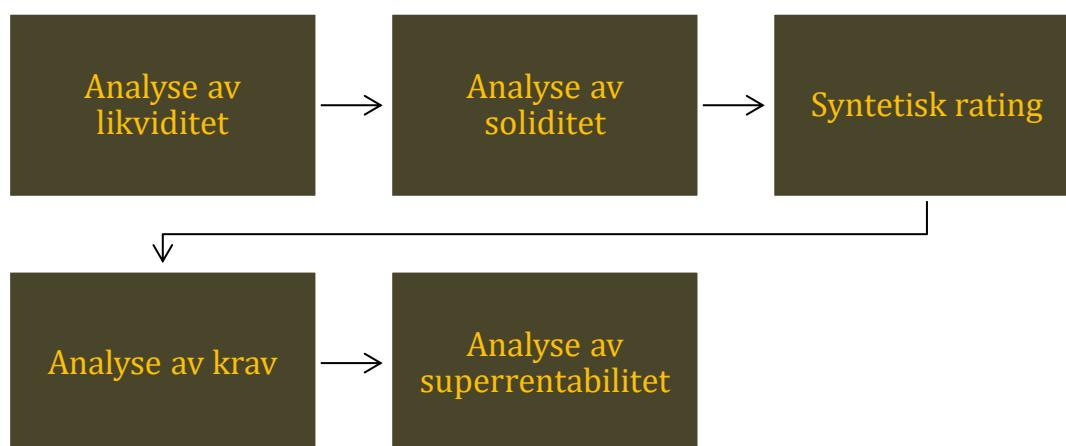 Analyse av
likviditet
Analyse av
soliditet
Syntetisk rating
Analyse av krav
Analyse av
superrentabilitet